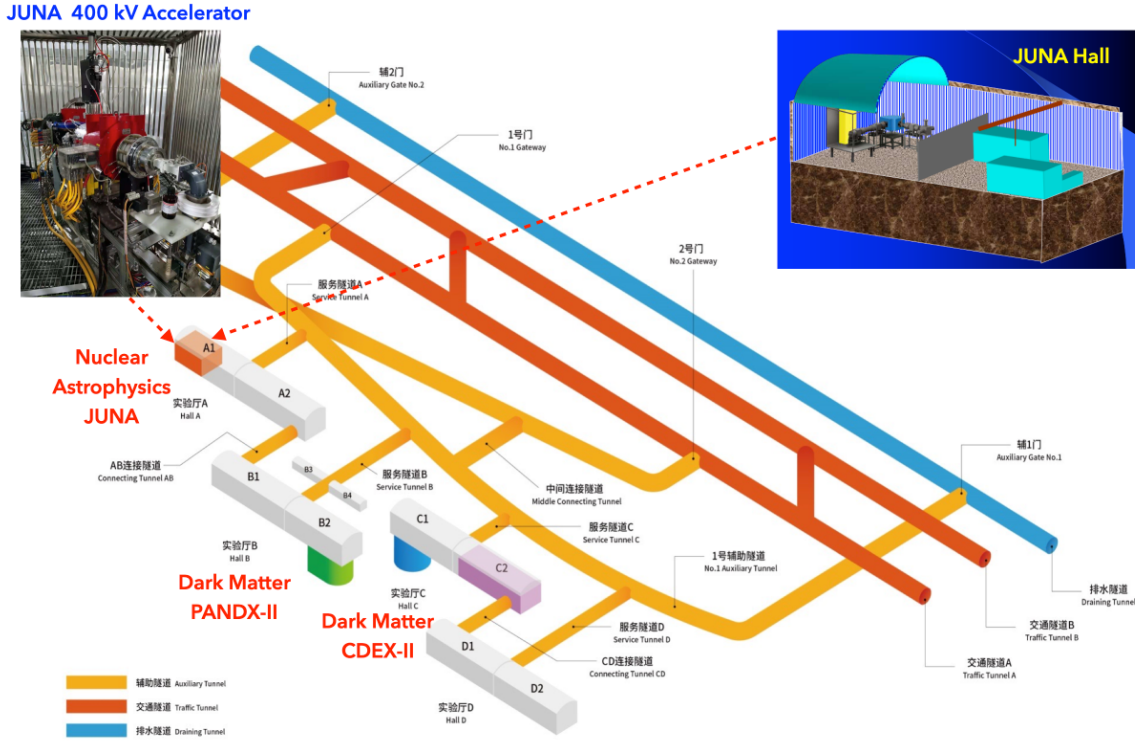 JUNA 400 kV Accelerator
JUNA Hall
辅2门
Auxiliary Gate No.2
1号门
No.1 Gateway
2号门
No.2 Gateway
服务隧道A
Service Tunnel A
A1
A2
Nuclear
Astrophysics
JUNA
实验厅A
Hall A
AB连接隧道
Connecting Tunnel AB
B1
B2
B3
B4
服务隧道B
Service Tunnel B
中间连接隧道
Middle Connecting Tunnel
辅1门
Auxiliary Gate No.1
实验厅B
Hall B
Dark Matter
PANDX-II
C1
C2
服务隧道C
Service Tunnel C
1号辅助隧道
No.1 Auxiliary Tunnel
实验厅C
Hall C
Dark Matter
CDEX-II
服务隧道D
Service Tunnel D
CD连接隧道
Connecting Tunnel CD
D1
D2
实验厅D
Hall D
排水隧道
Draining Tunnel
交通隧道B
Traffic Tunnel B
交通隧道A
Traffic Tunnel A
辅助隧道 Auxiliary Tunnel
交通隧道 Traffic Tunnel
排水隧道 Draining Tunnel